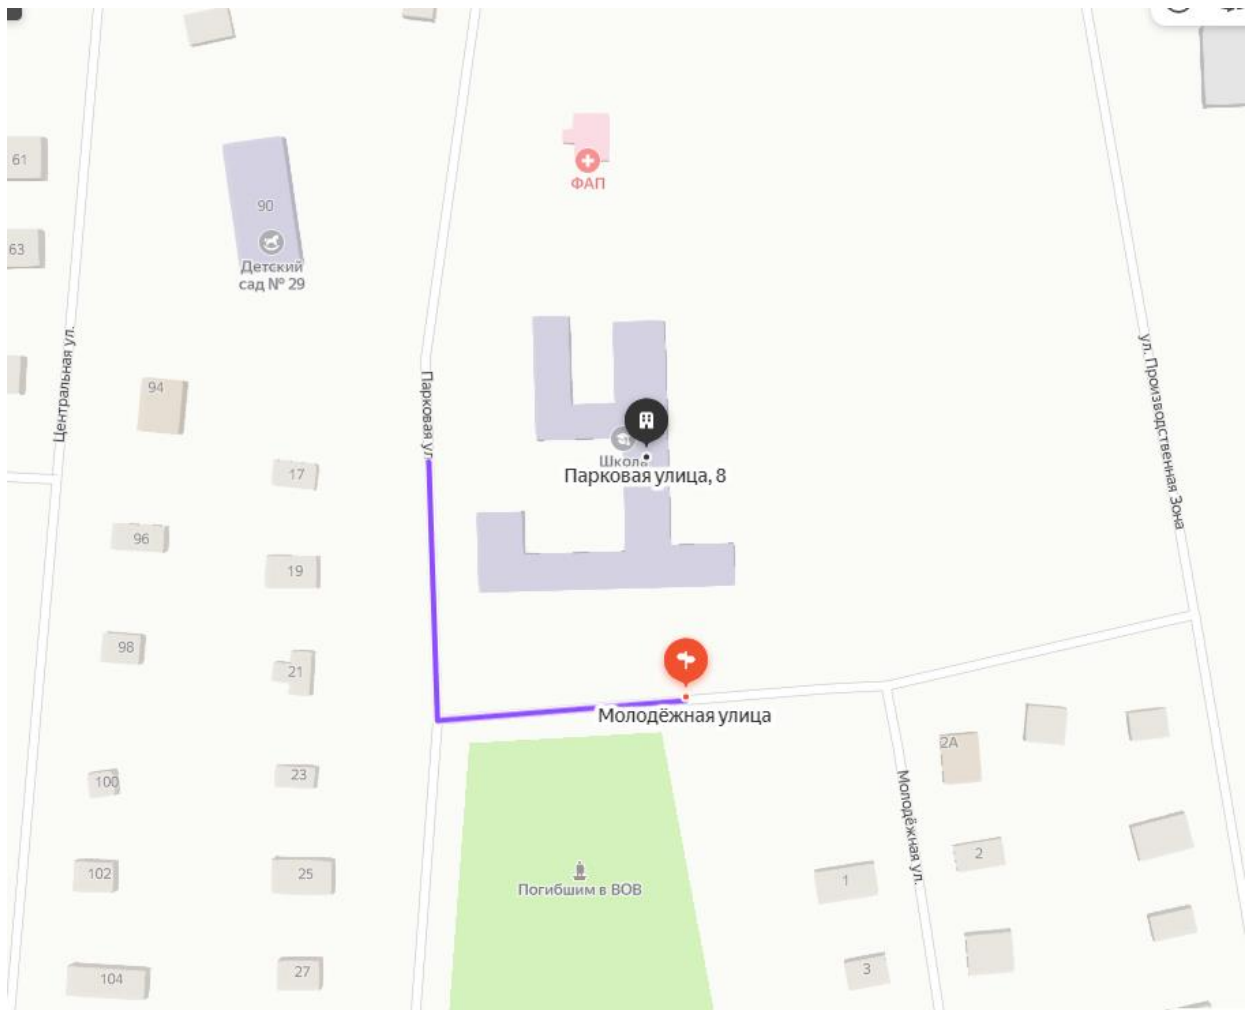 61
ФАП
90
63
Детский
сад № 29
Центральная ул.
ул. Производственная Зона
94
Парковая ул.
Школа
17
Парковая улица, 8
96
19
98
21
Молодёжная улица
2А
23
100
Молодёжная ул.
2
102
25
Погибшим в ВОВ
1
104
27
3